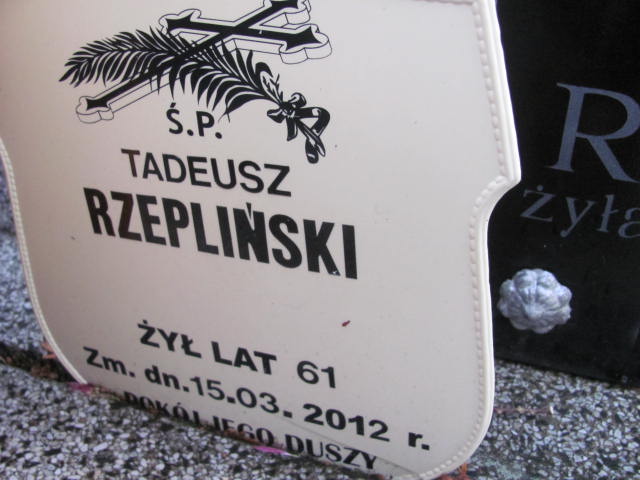 Ś.P.
TADEUSZ
RZEPLIŃSKI
ŻYŁ LAT 61
Zm. dn. 15.03. 2012 r.
POKÓJ JEGO DUSZY
R
żyła